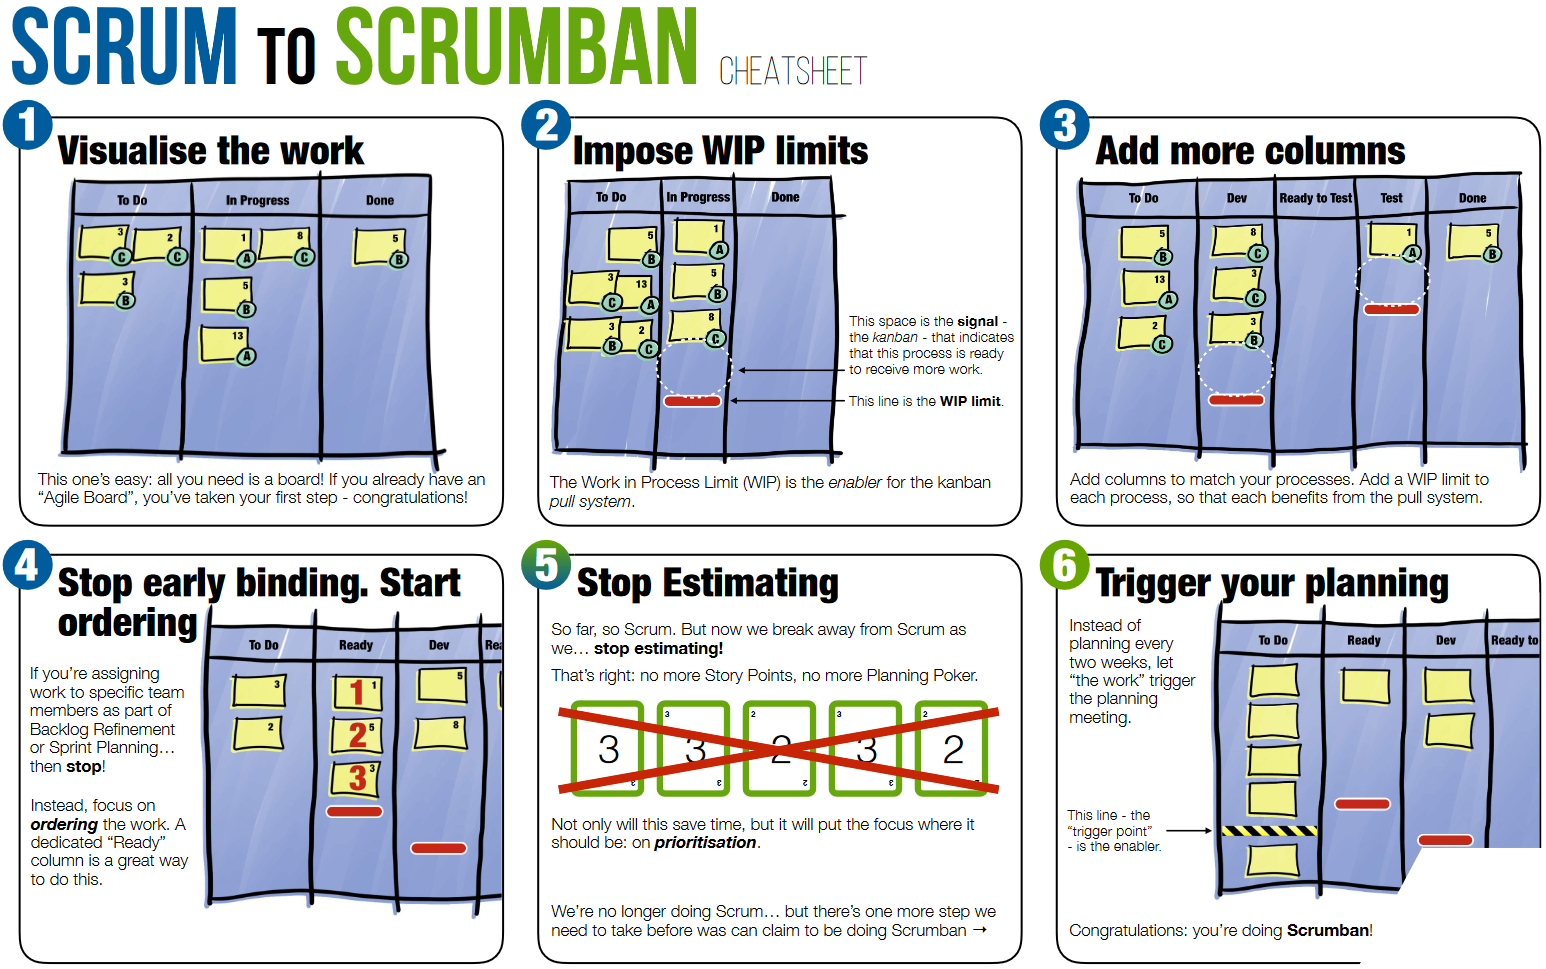 SCRUM TO SCRUMBAN CHEATSHEET
1
Visualise the work
To Do
In Progress
Done
3
C
2
C
1
A
8
C
5
B
3
B
5
B
13
A
This one's easy: all you need is a board! If you already have an
“Agile Board”, you've taken your first step - congratulations!
2
Impose WIP limits
To Do
In Progress
Done
5
B
1
A
3
C
13
A
5
B
3
B
2
C
8
C
This space is the signal -
the kanban - that indicates
that this process is ready
to receive more work.
This line is the WIP limit.
The Work in Process Limit (WIP) is the enabler for the kanban
pull system.
3
Add more columns
To Do
Dev
Ready to Test
Test
Done
5
B
8
C
1
A
5
B
13
A
3
C
2
C
3
B
Add columns to match your processes. Add a WIP limit to
each process, so that each benefits from the pull system.
4
Stop early binding. Start
ordering
If you're assigning
work to specific team
members as part of
Backlog Refinement
or Sprint Planning...
then stop!
Instead, focus on
ordering the work. A
dedicated “Ready”
column is a great way
to do this.
To Do
Ready
Dev
Rea
3
1
1
5
2
2
5
8
3
3
5
Stop Estimating
So far, so Scrum. But now we break away from Scrum as
we... stop estimating!
That's right: no more Story Points, no more Planning Poker.
3
3
3
3
2
2
2
3
3
3
2
2
2
Not only will this save time, but it will put the focus where it
should be: on prioritisation.
We're no longer doing Scrum... but there's one more step we
need to take before was can claim to be doing Scrumban →
6
Trigger your planning
Instead of
planning every
two weeks, let
“the work” trigger
the planning
meeting.
To Do
Ready
Dev
Ready to
This line - the
“trigger point”
- is the enabler.
Congratulations: you're doing Scrumban!